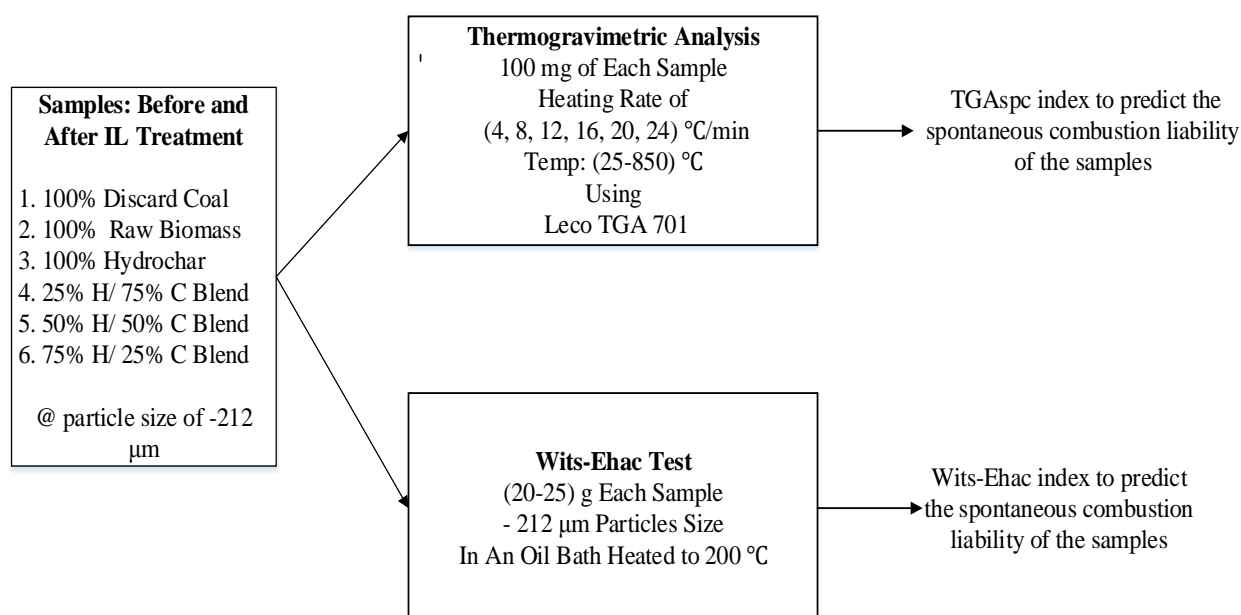 Samples: Before and
After IL Treatment
1. 100% Discard Coal
2. 100% Raw Biomass
3. 100% Hydrochar
4. 25% H/ 75% C Blend
5. 50% H/ 50% C Blend
6. 75% H/ 25% C Blend
@ particle size of -212
μm
Thermogravimetric Analysis
100 mg of Each Sample
Heating Rate of
(4, 8, 12, 16, 20, 24) ℃/min
Temp: (25-850) ℃
Using
Leco TGA 701
TGAspc index to predict the
spontaneous combustion liability
of the samples
Wits-Ehac Test
(20-25) g Each Sample
- 212 μm Particles Size
In An Oil Bath Heated to 200 ℃
Wits-Ehac index to predict
the spontaneous combustion
liability of the samples